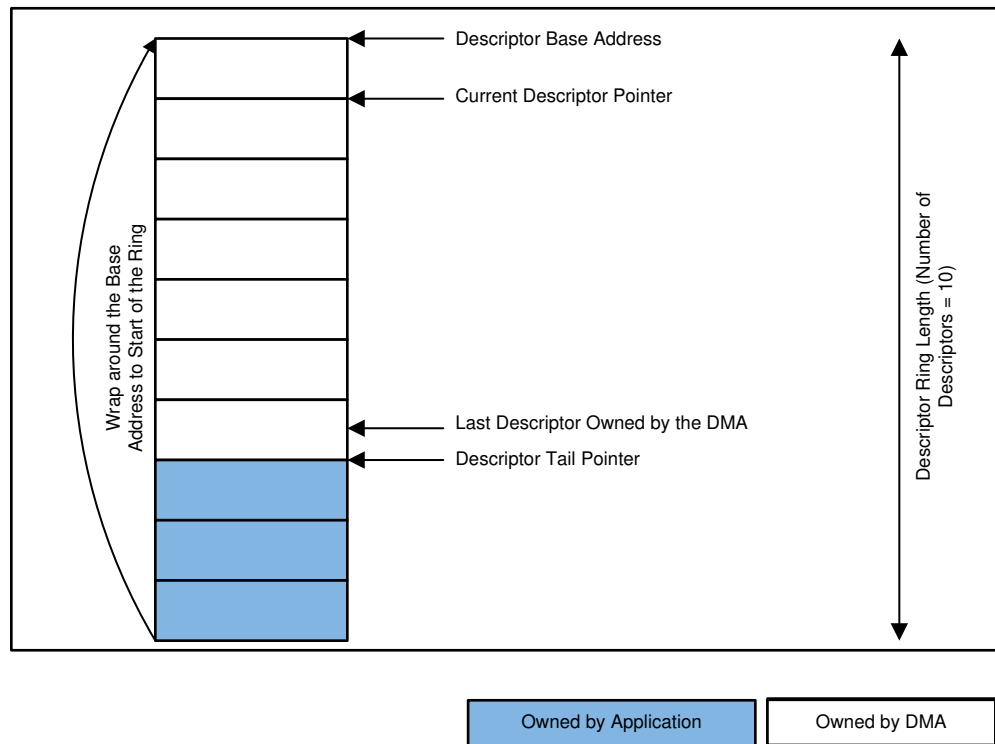 Descriptor Base Address
Current Descriptor Pointer
Wrap around the Base
Address to Start of the Ring
Descriptor Ring Length (Number of
Descriptors = 10)
Last Descriptor Owned by the DMA
Descriptor Tail Pointer
Owned by Application
Owned by DMA